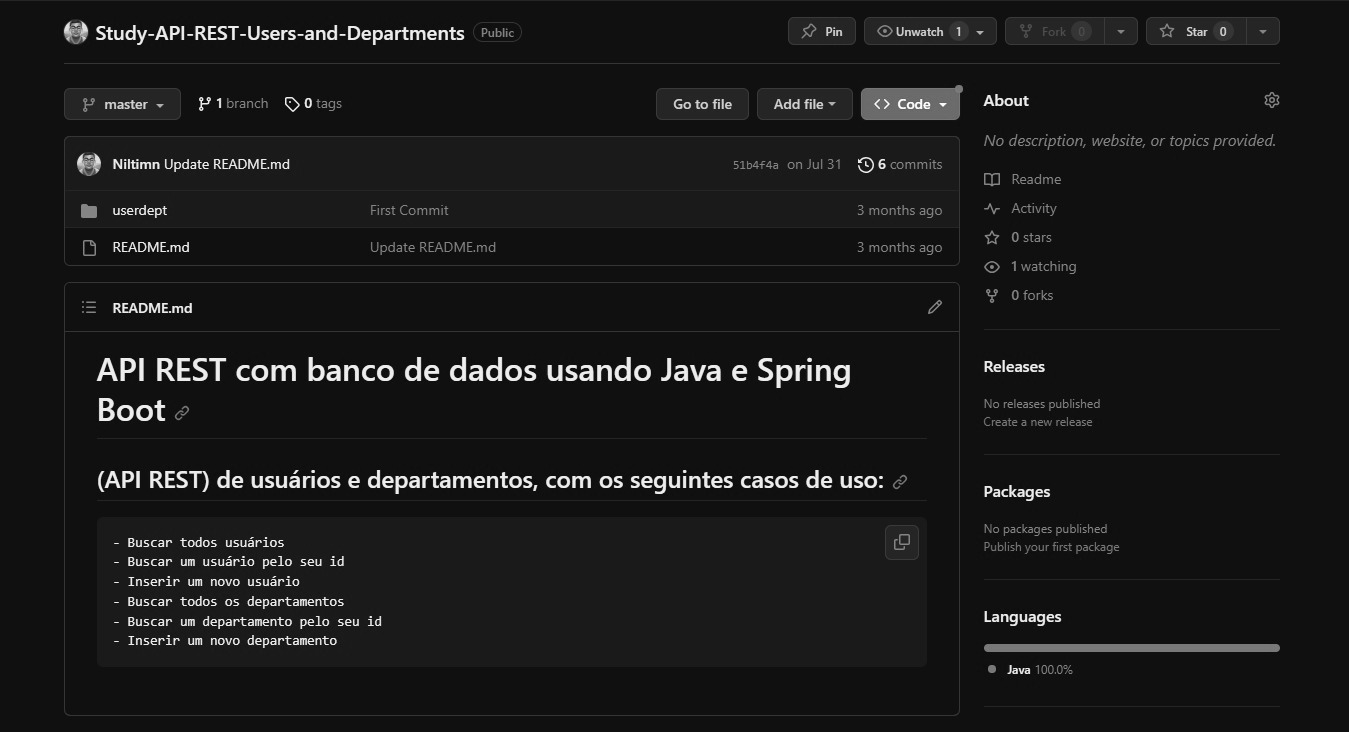 Study-API-REST-Users-and-Departments Public Pin Unwatch 1 Fork 0 Star 0
master 1 branch 0 tags Go to file Add file Code
Niltimn Update README.md 51b4f4a on Jul 31 6 commits
userdept First Commit 3 months ago
README.md Update README.md 3 months ago
README.md
API REST com banco de dados usando Java e Spring
Boot
(API REST) de usuários e departamentos, com os seguintes casos de uso:
- Buscar todos usuários
- Buscar um usuário pelo seu id
- Inserir um novo usuário
- Buscar todos os departamentos
- Buscar um departamento pelo seu id
- Inserir um novo departamento
About
No description, website, or topics provided.
Readme
Activity
0 stars
1 watching
0 forks
Releases
No releases published
Create a new release
Packages
No packages published
Publish your first package
Languages
Java 100.0%